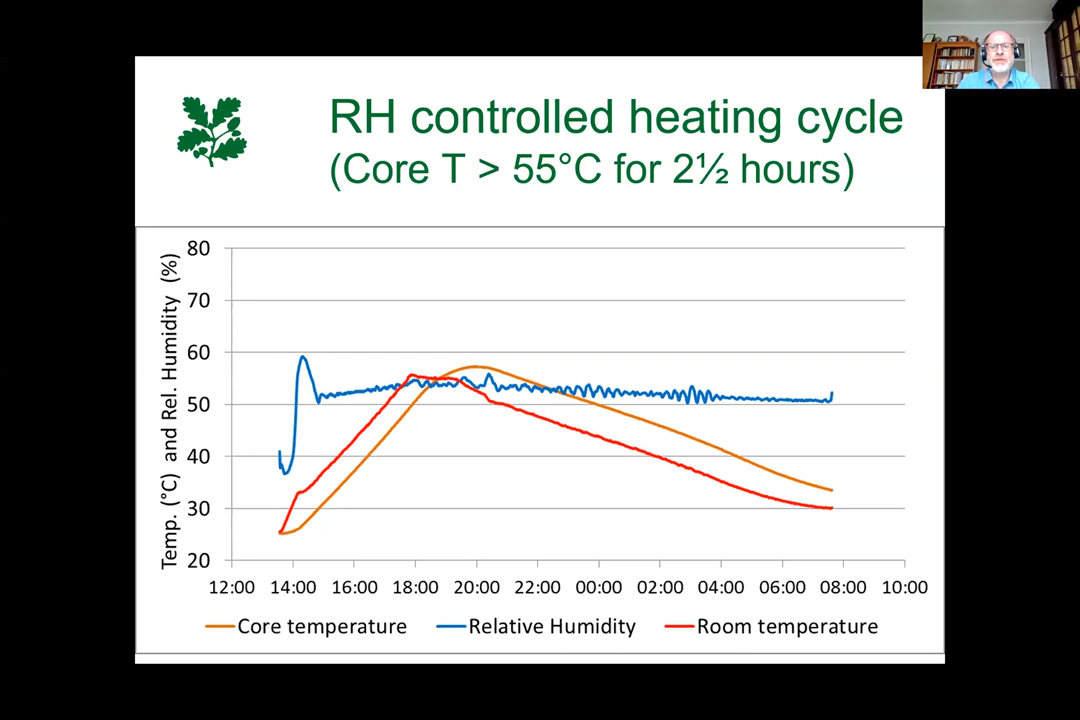 RH controlled heating cycle
(Core T > 55°C for 2½ hours)
Temp. (°C) and Rel. Humidity (%)
80
70
60
50
40
30
20
12:00 14:00 16:00 18:00 20:00 22:00 00:00 02:00 04:00 06:00 08:00 10:00
Core temperature Relative Humidity Room temperature